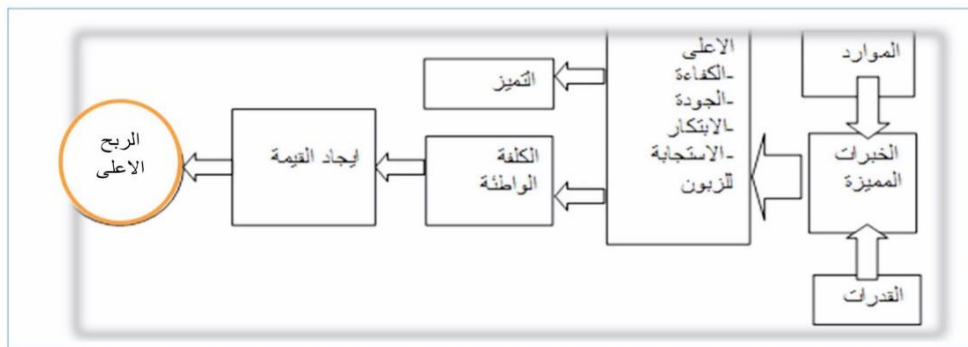 الموارد
الخبرات
المميزة
القدرات
الاعلى
-الكفاءة
-الجودة
-الابتكار
-الاستجابة
للزبون
التميز
الكلفة
الواطئة
ايجاد القيمة
الربح
الاعلى